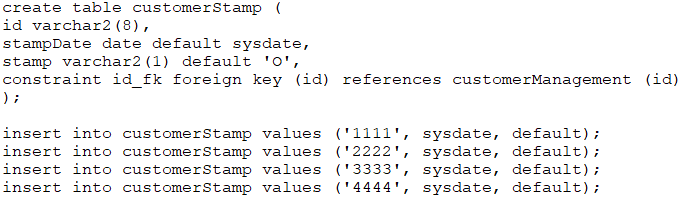 create table customerStamp (
id varchar2(8),
stampDate date default sysdate,
stamp varchar2(1) default 'O',
constraint id_fk foreign key (id) references customerManagement (id)
);
insert into customerStamp values ('1111', sysdate, default);
insert into customerStamp values ('2222', sysdate, default);
insert into customerStamp values ('3333', sysdate, default);
insert into customerStamp values ('4444', sysdate, default);